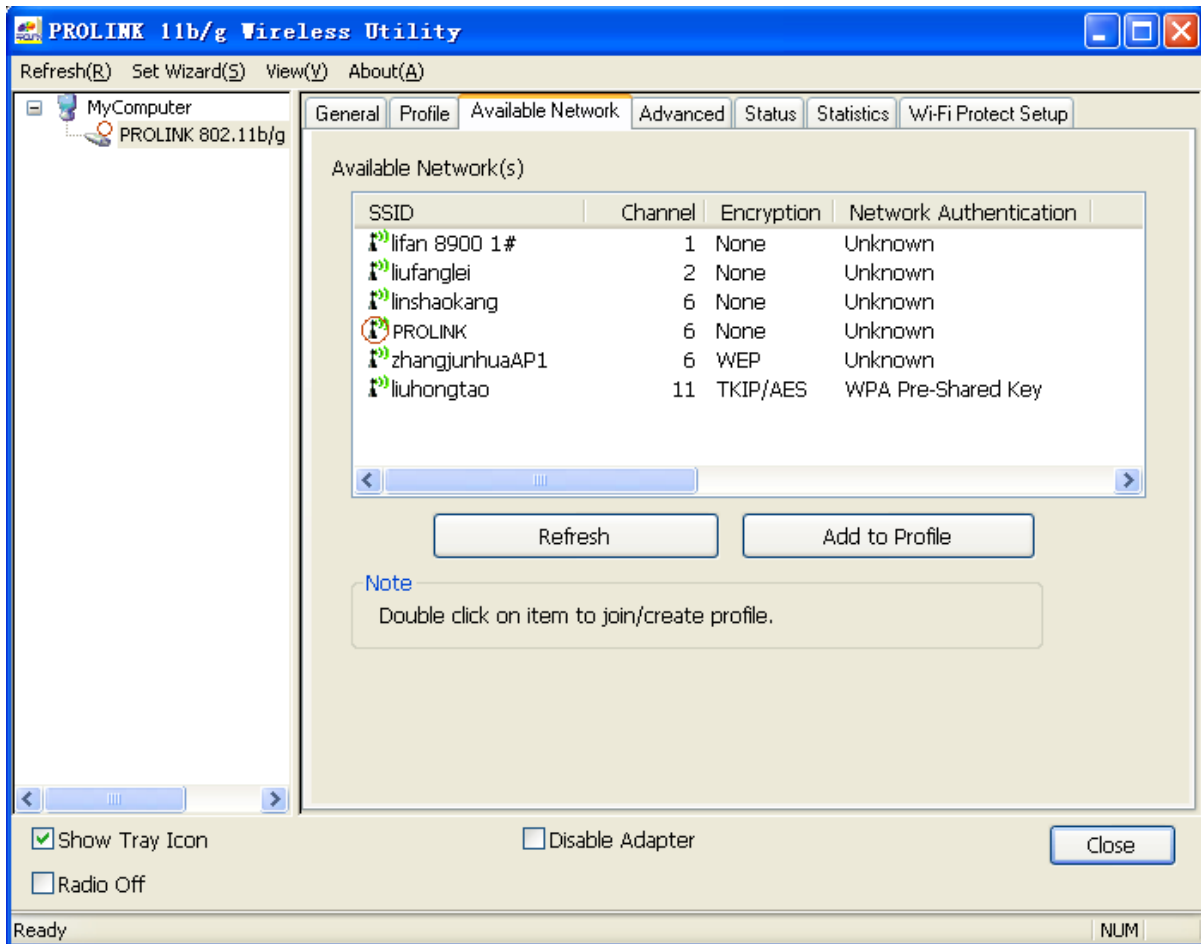 PROLINK 11b/g Wireless Utility
Refresh(R) Set Wizard(S) View(V) About(A)
MyComputer
PROLINK 802.11b/g
General Profile Available Network Advanced Status Statistics Wi-Fi Protect Setup
Available Network(s)
SSID Channel Encryption Network Authentication
lifan 8900 1# 1 None Unknown
liufanglei 2 None Unknown
linshaokang 6 None Unknown
PROLINK 6 None Unknown
zhangjunhuaAP1 6 WEP Unknown
liuhongtao 11 TKIP/AES WPA Pre-Shared Key
Refresh Add to Profile
Note
Double click on item to join/create profile.
Show Tray Icon Disable Adapter Close
Radio Off
Ready NUM